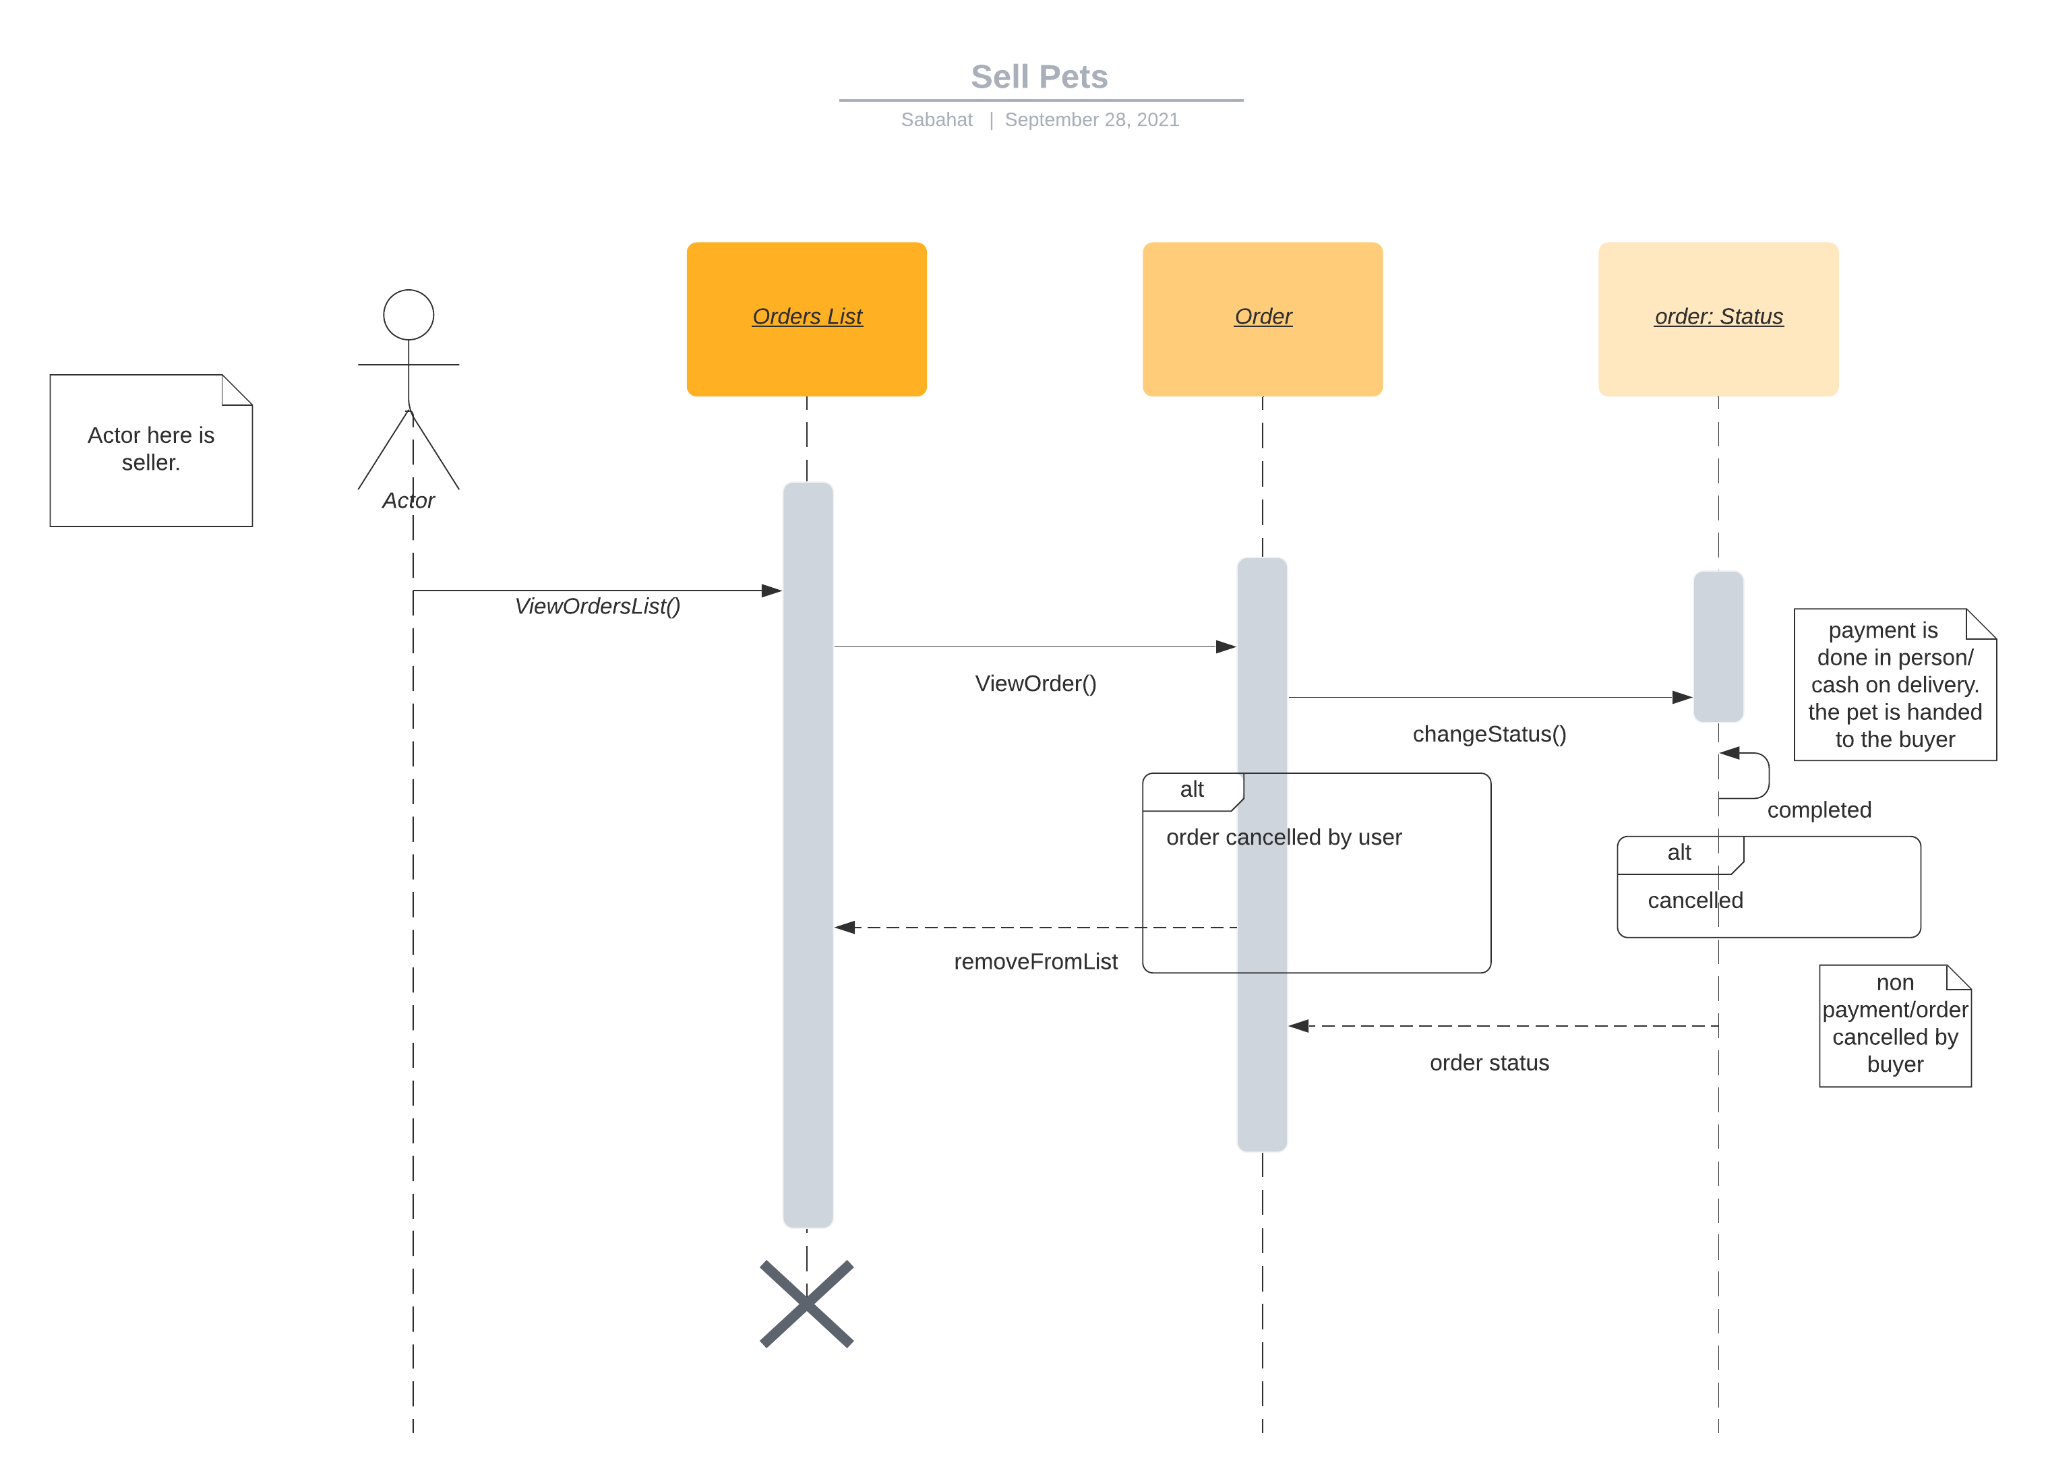 Sell Pets
Sabahat | September 28, 2021
Orders List
Order
order: Status
Actor here is
seller.
Actor
ViewOrdersList()
ViewOrder()
changeStatus()
payment is
done in person/
cash on delivery.
the pet is handed
to the buyer
alt
order cancelled by user
completed
alt
cancelled
removeFromList
order status
non
payment/order
cancelled by
buyer